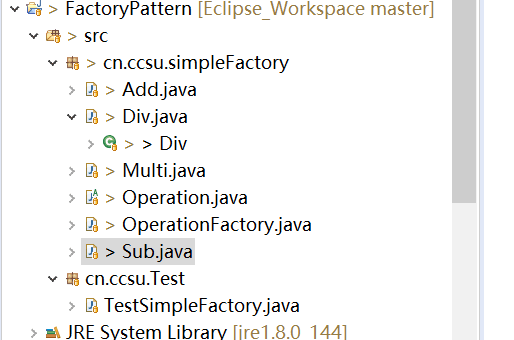 > FactoryPattern [Eclipse_Workspace master]
> src
> cn.ccsu.simpleFactory
> Add.java
> Div.java
> > Div
> Multi.java
> Operation.java
> OperationFactory.java
> Sub.java
cn.ccsu.Test
TestSimpleFactory.java
JRE System Library [jre1.8.0_144]